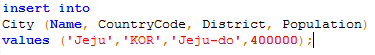 insert into
City (Name, CountryCode, District, Population)
values ('Jeju','KOR','Jeju-do',400000);